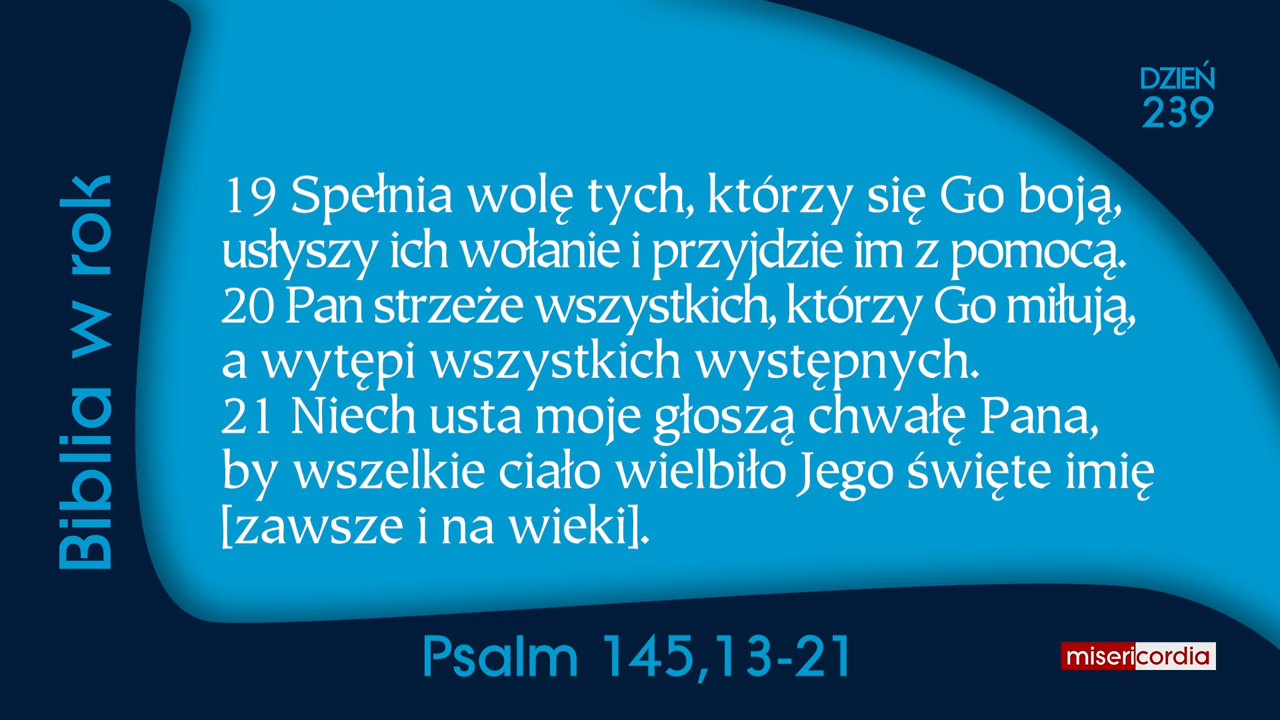 DZIEŃ
239
19 Spełnia wolę tych, którzy się Go boją,
usłyszy ich wołanie i przyjdzie im z pomocą.
20 Pan strzeże wszystkich, którzy Go miłują,
a wytępi wszystkich występnych.
21 Niech usta moje głoszą chwałę Pana,
by wszelkie ciało wielbiło Jego święte imię
[zawsze i na wieki].
Biblia w rok
Psalm 145,13-21
misericordia